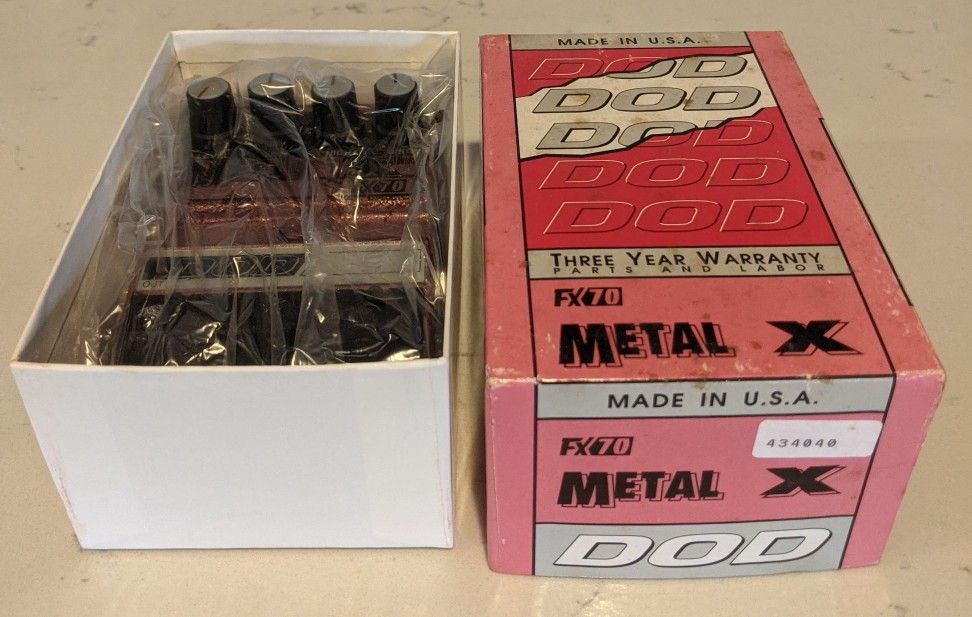 FX70
OUT
MADE IN U.S.A.
DOD
DOD
DOD
DOD
DOD
THREE YEAR WARRANTY
PARTS AND LABOR
FX70
METAL X
MADE IN U.S.A.
FX70
434040
METAL X
DOD